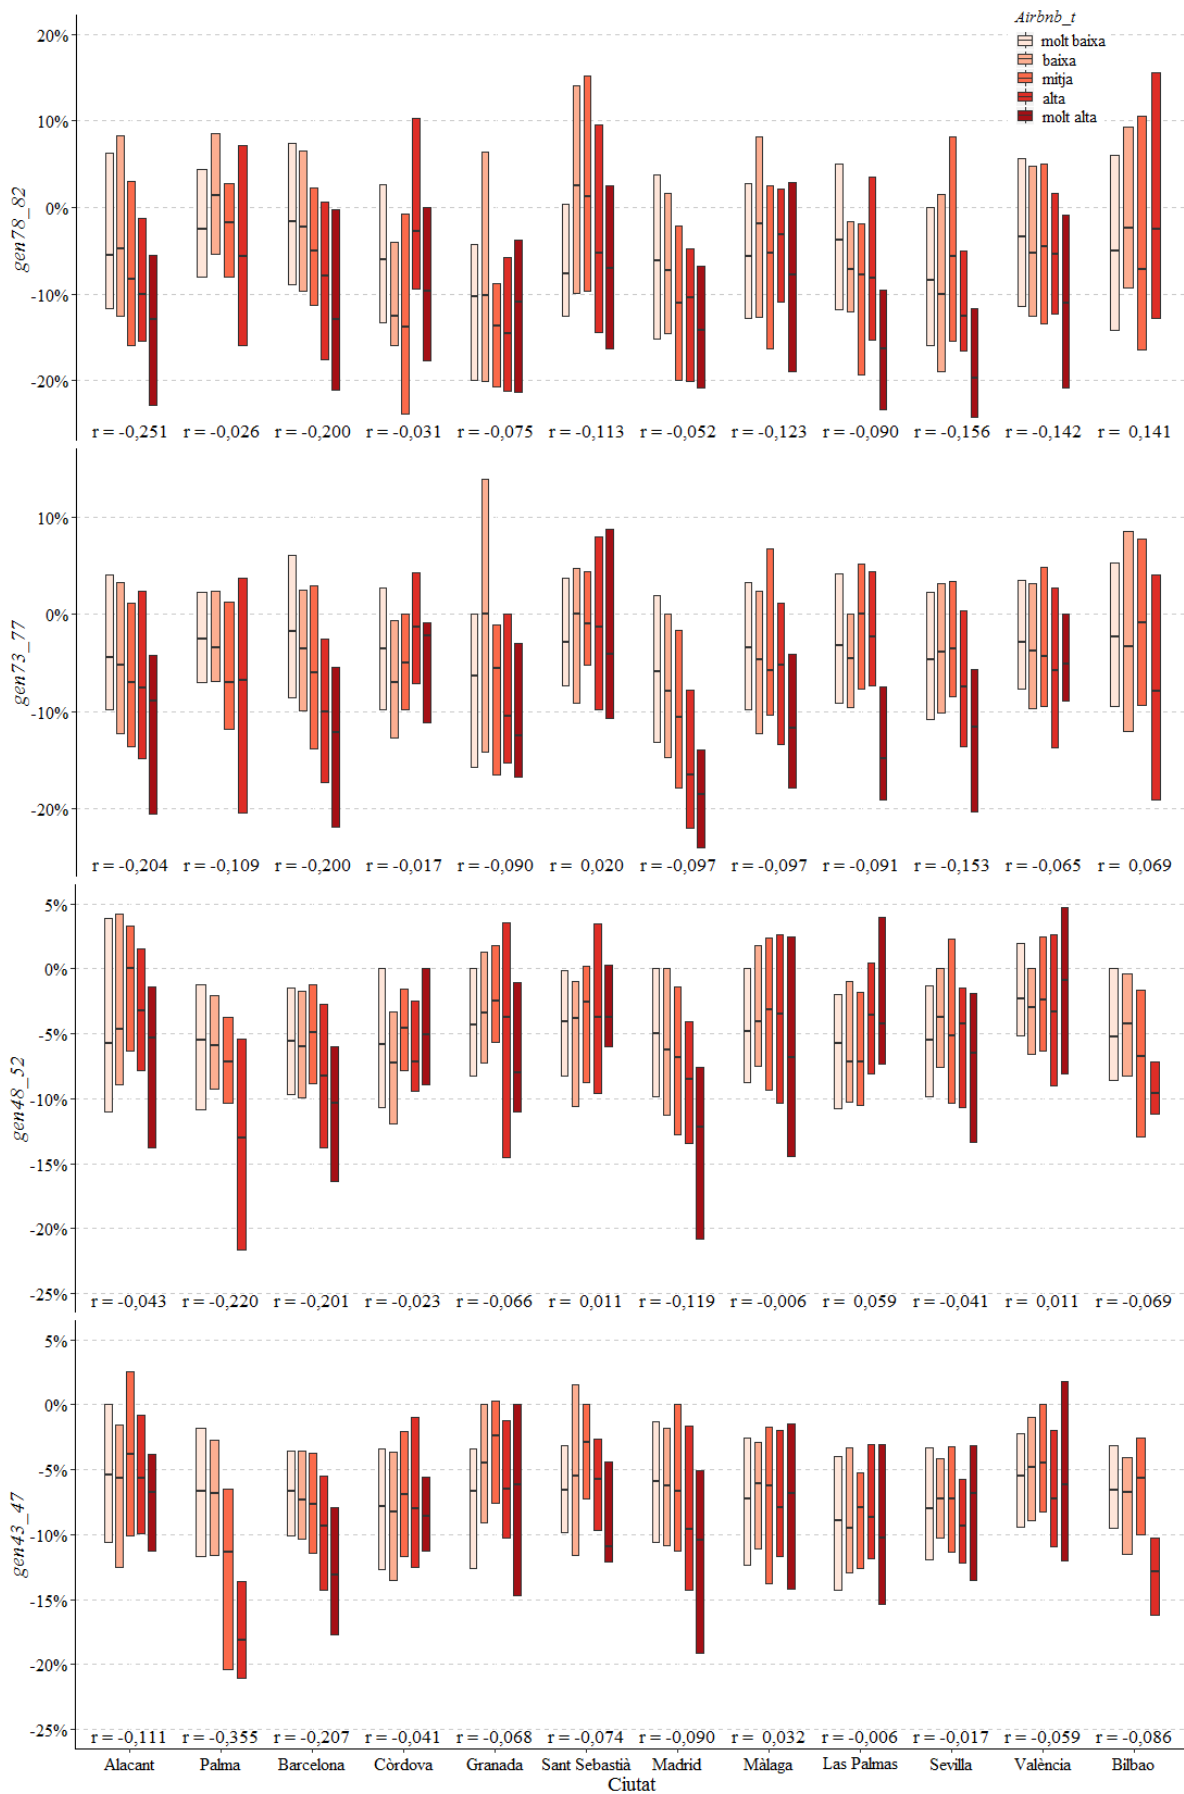 Airbnb_t
molt baixa
baixa
mitja
alta
molt alta
gen78_82
20%
10%
0%
-10%
-20%
r = -0,251 r = -0,026 r = -0,200 r = -0,031 r = -0,075 r = -0,113 r = -0,052 r = -0,123 r = -0,090 r = -0,156 r = -0,142 r = 0,141
gen73_77
10%
0%
-10%
-20%
r = -0,204 r = -0,109 r = -0,200 r = -0,017 r = -0,090 r = 0,020 r = -0,097 r = -0,097 r = -0,091 r = -0,153 r = -0,065 r = 0,069
gen48_52
5%
0%
-5%
-10%
-15%
-20%
-25%
r = -0,043 r = -0,220 r = -0,201 r = -0,023 r = -0,066 r = 0,011 r = -0,119 r = -0,006 r = 0,059 r = -0,041 r = 0,011 r = -0,069
gen43_47
5%
0%
-5%
-10%
-15%
-20%
-25%
r = -0,111 r = -0,355 r = -0,207 r = -0,041 r = -0,068 r = -0,074 r = -0,090 r = 0,032 r = -0,006 r = -0,017 r = -0,059 r = -0,086
Alacant Palma Barcelona Còrdova Granada Sant Sebastià Madrid Màlaga Las Palmas Sevilla València Bilbao
Ciutat